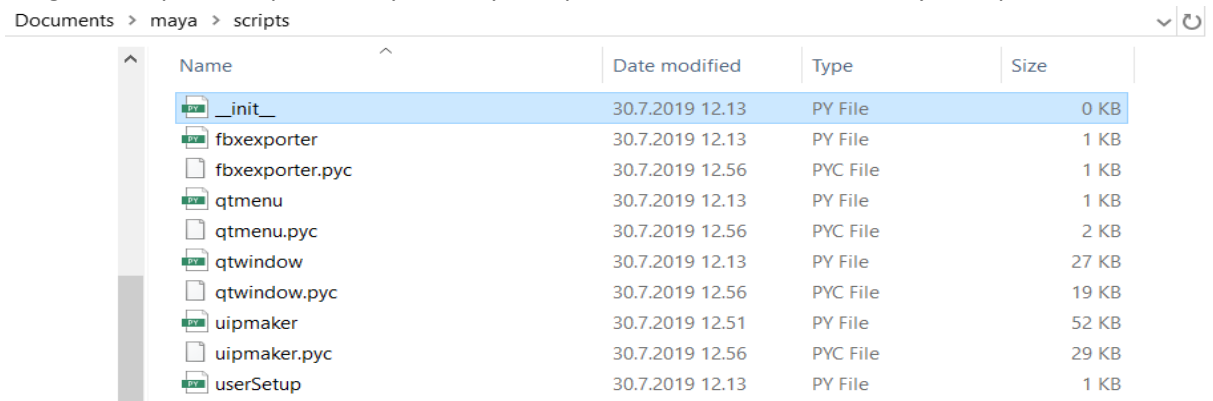 Documents > maya > scripts
Name Date modified Type Size
__init__ 30.7.2019 12.13 PY File 0 KB
fbxexporter 30.7.2019 12.13 PY File 1 KB
fbxexporter.pyc 30.7.2019 12.56 PYC File 1 KB
qtmenu 30.7.2019 12.13 PY File 1 KB
qtmenu.pyc 30.7.2019 12.56 PYC File 2 KB
qtwindow 30.7.2019 12.13 PY File 27 KB
qtwindow.pyc 30.7.2019 12.56 PYC File 19 KB
uipmaker 30.7.2019 12.51 PY File 52 KB
uipmaker.pyc 30.7.2019 12.56 PYC File 29 KB
userSetup 30.7.2019 12.13 PY File 1 KB